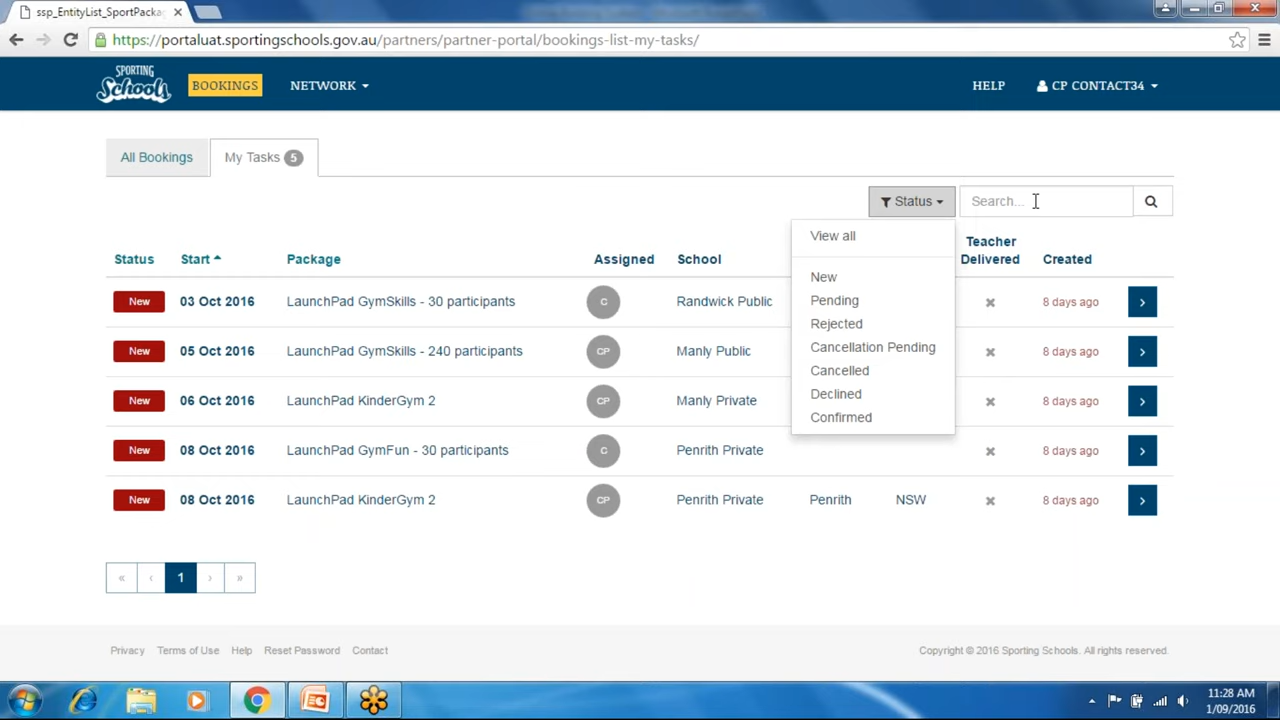 ssp_EntityList_SportPacka
https://portaluat.sportingschools.gov.au/partners/partner-portal/bookings-list-my-tasks/
SPORTING
Schools
BOOKINGS
NETWORK
HELP
CP CONTACT34
All Bookings
My Tasks 5
Status
Search...
View all
New
Pending
Rejected
Cancellation Pending
Cancelled
Declined
Confirmed
Status Start Package Assigned School Teacher Delivered Created
New 03 Oct 2016 LaunchPad GymSkills - 30 participants C Randwick Public 8 days ago
New 05 Oct 2016 LaunchPad GymSkills - 240 participants CP Manly Public 8 days ago
New 06 Oct 2016 LaunchPad KinderGym 2 CP Manly Private 8 days ago
New 08 Oct 2016 LaunchPad GymFun - 30 participants C Penrith Private 8 days ago
New 08 Oct 2016 LaunchPad KinderGym 2 CP Penrith Private Penrith NSW 8 days ago
« ‹ 1 › »
Privacy Terms of Use Help Reset Password Contact
Copyright © 2016 Sporting Schools. All rights reserved.
11:28 AM
1/09/2016